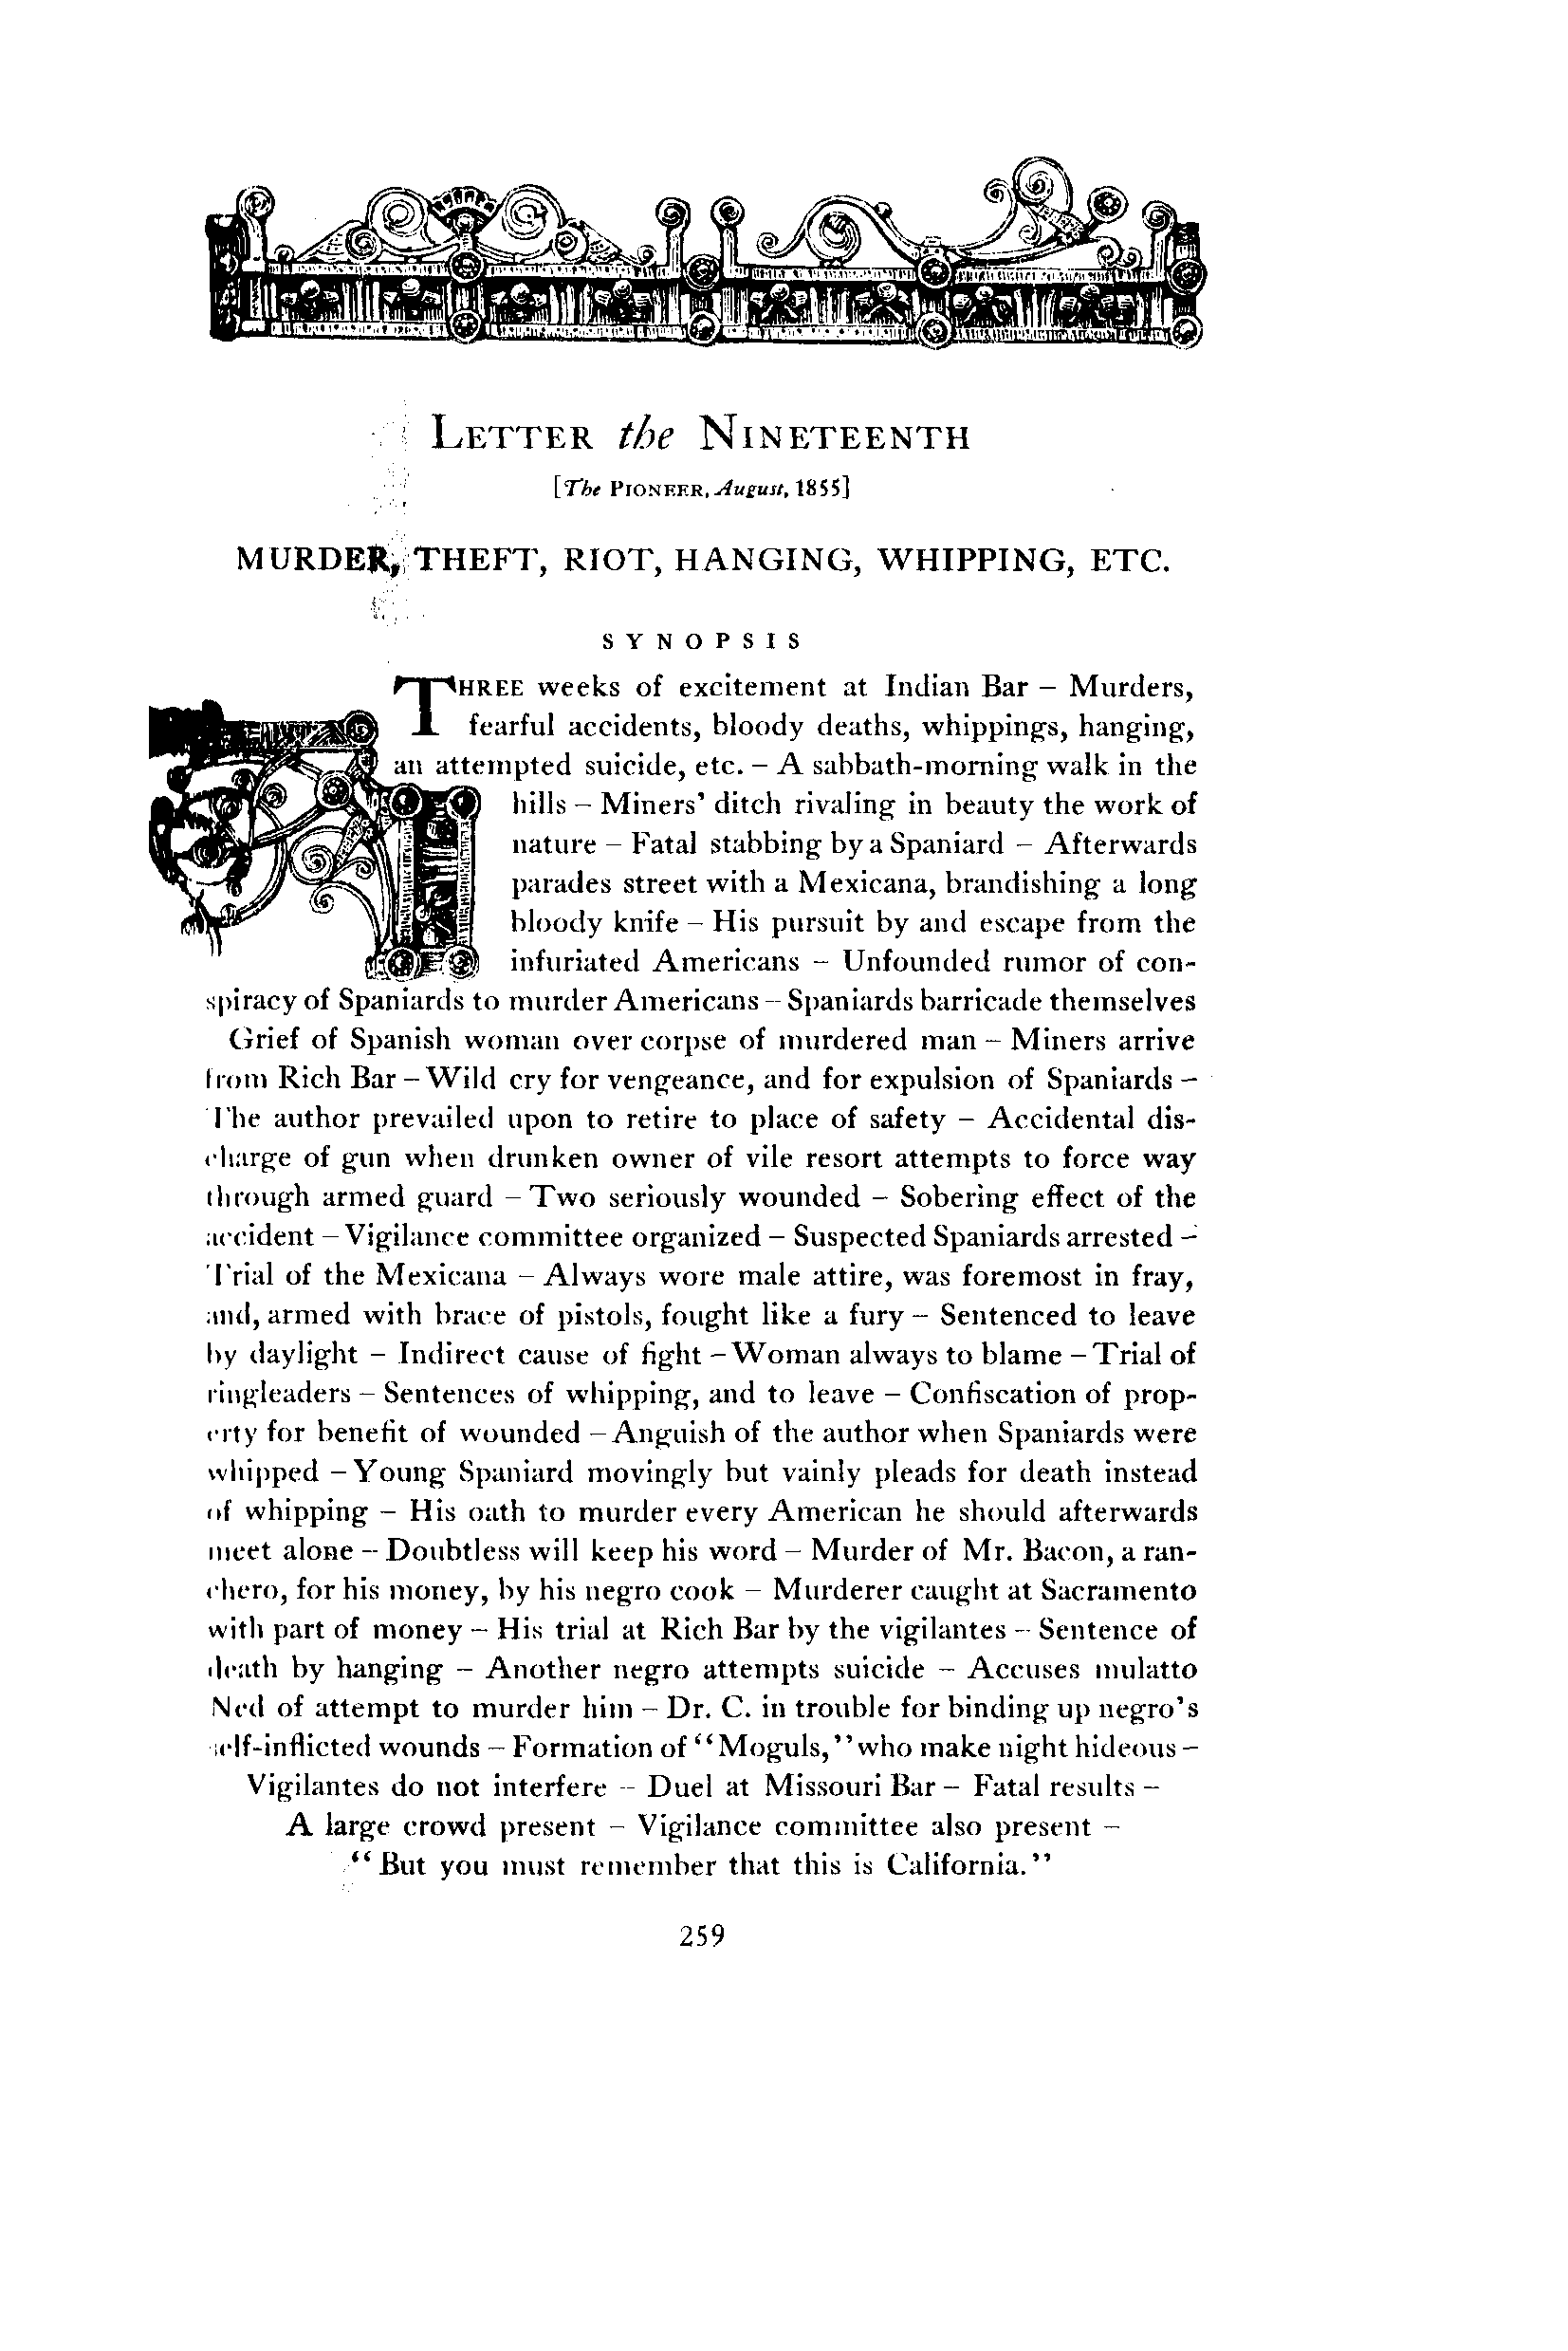 LETTER the NINETEENTH
[The PIONEER, August, 1855]
MURDER, THEFT, RIOT, HANGING, WHIPPING, ETC.
SYNOPSIS
THREE weeks of excitement at Indian Bar – Murders,
fearful accidents, bloody deaths, whippings, hanging,
an attempted suicide, etc. – A sabbath-morning walk in the
hills – Miners' ditch rivaling in beauty the work of
nature – Fatal stabbing by a Spaniard – Afterwards
parades street with a Mexicana, brandishing a long
bloody knife – His pursuit by and escape from the
infuriated Americans – Unfounded rumor of con-
spiracy of Spaniards to murder Americans – Spaniards barricade themselves
Grief of Spanish woman over corpse of murdered man – Miners arrive
from Rich Bar – Wild cry for vengeance, and for expulsion of Spaniards –
The author prevailed upon to retire to place of safety – Accidental dis-
charge of gun when drunken owner of vile resort attempts to force way
through armed guard – Two seriously wounded – Sobering effect of the
accident – Vigilance committee organized – Suspected Spaniards arrested –
Trial of the Mexicana – Always wore male attire, was foremost in fray,
and, armed with brace of pistols, fought like a fury – Sentenced to leave
by daylight – Indirect cause of fight – Woman always to blame – Trial of
ringleaders – Sentences of whipping, and to leave – Confiscation of prop-
erty for benefit of wounded – Anguish of the author when Spaniards were
whipped – Young Spaniard movingly but vainly pleads for death instead
of whipping – His oath to murder every American he should afterwards
meet alone – Doubtless will keep his word – Murder of Mr. Bacon, a ran-
chero, for his money, by his negro cook – Murderer caught at Sacramento
with part of money – His trial at Rich Bar by the vigilantes – Sentence of
death by hanging – Another negro attempts suicide – Accuses mulatto
Ned of attempt to murder him – Dr. C. in trouble for binding up negro's
self-inflicted wounds – Formation of "Moguls," who make night hideous –
Vigilantes do not interfere – Duel at Missouri Bar – Fatal results –
A large crowd present – Vigilance committee also present –
"But you must remember that this is California."
259